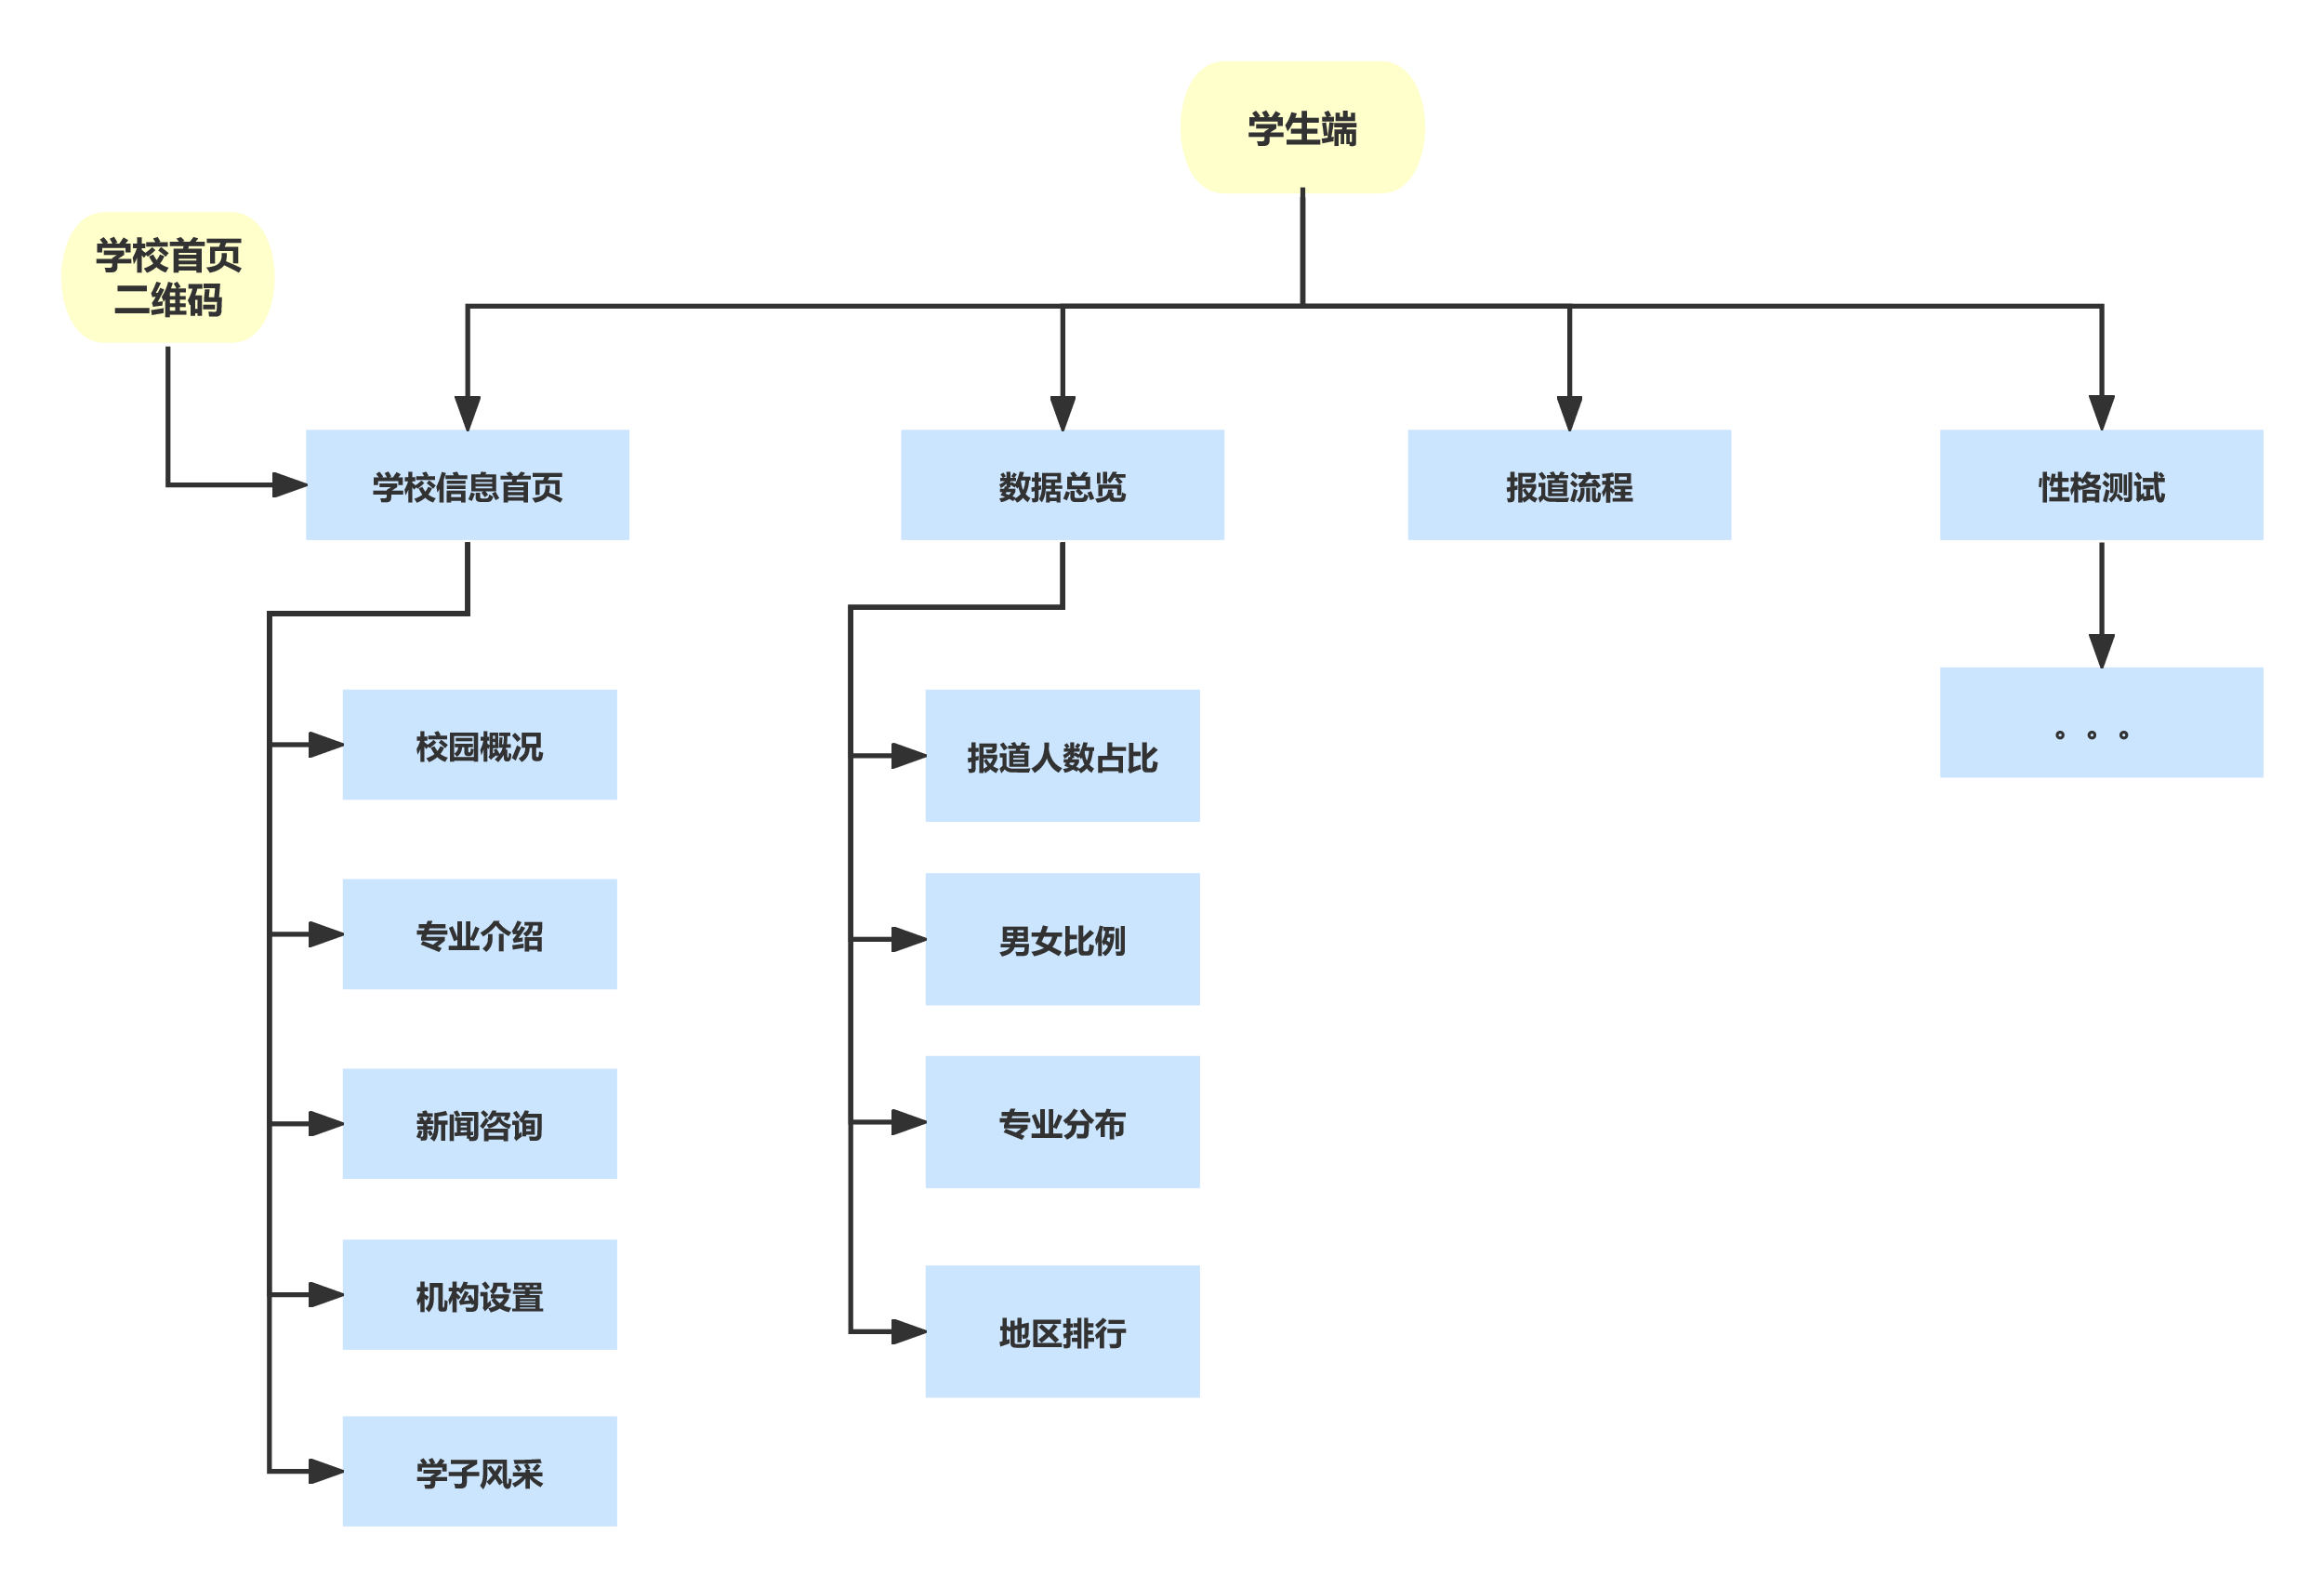 学生端
学校首页
二维码
学校信息首页
数据总览
报道流程
性格测试
校园概况
专业介绍
新闻咨询
机构设置
学子风采
报道人数占比
男女比例
专业分布
地区排行
。。。